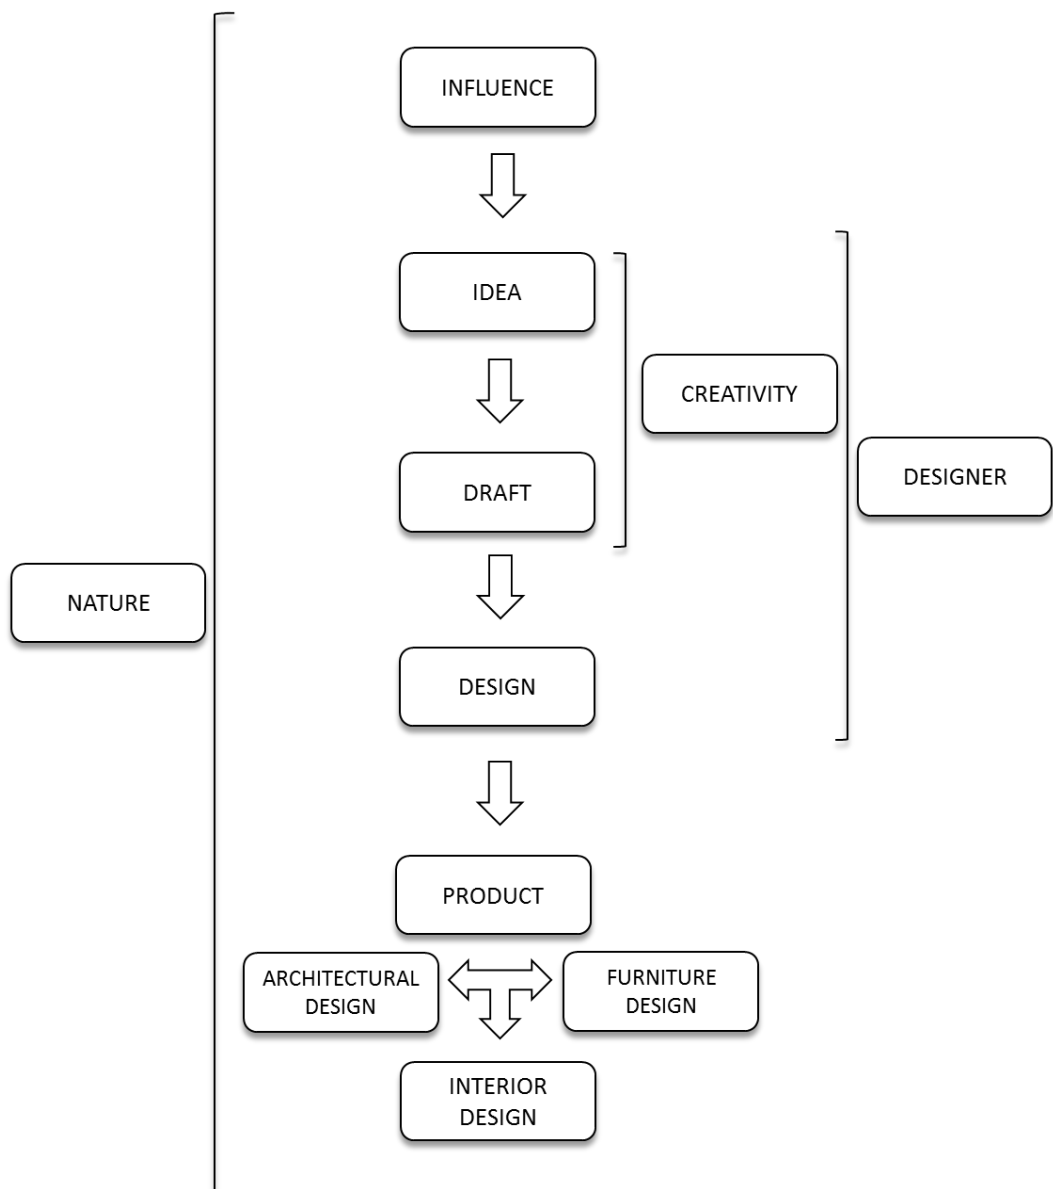 INFLUENCE
IDEA
CREATIVITY
DRAFT
DESIGNER
NATURE
DESIGN
PRODUCT
ARCHITECTURAL
DESIGN
FURNITURE
DESIGN
INTERIOR
DESIGN